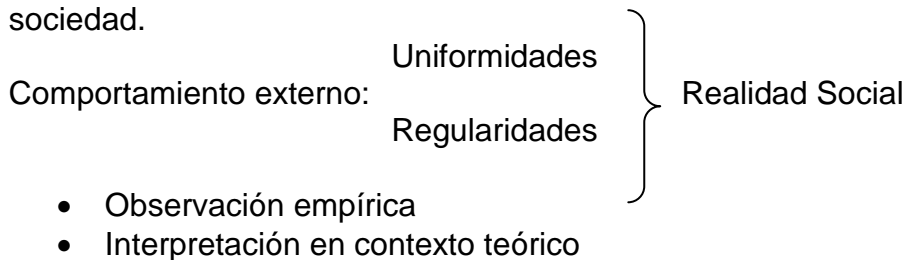 sociedad.
Uniformidades
Comportamiento externo: Realidad Social
Regularidades
• Observación empírica
• Interpretación en contexto teórico